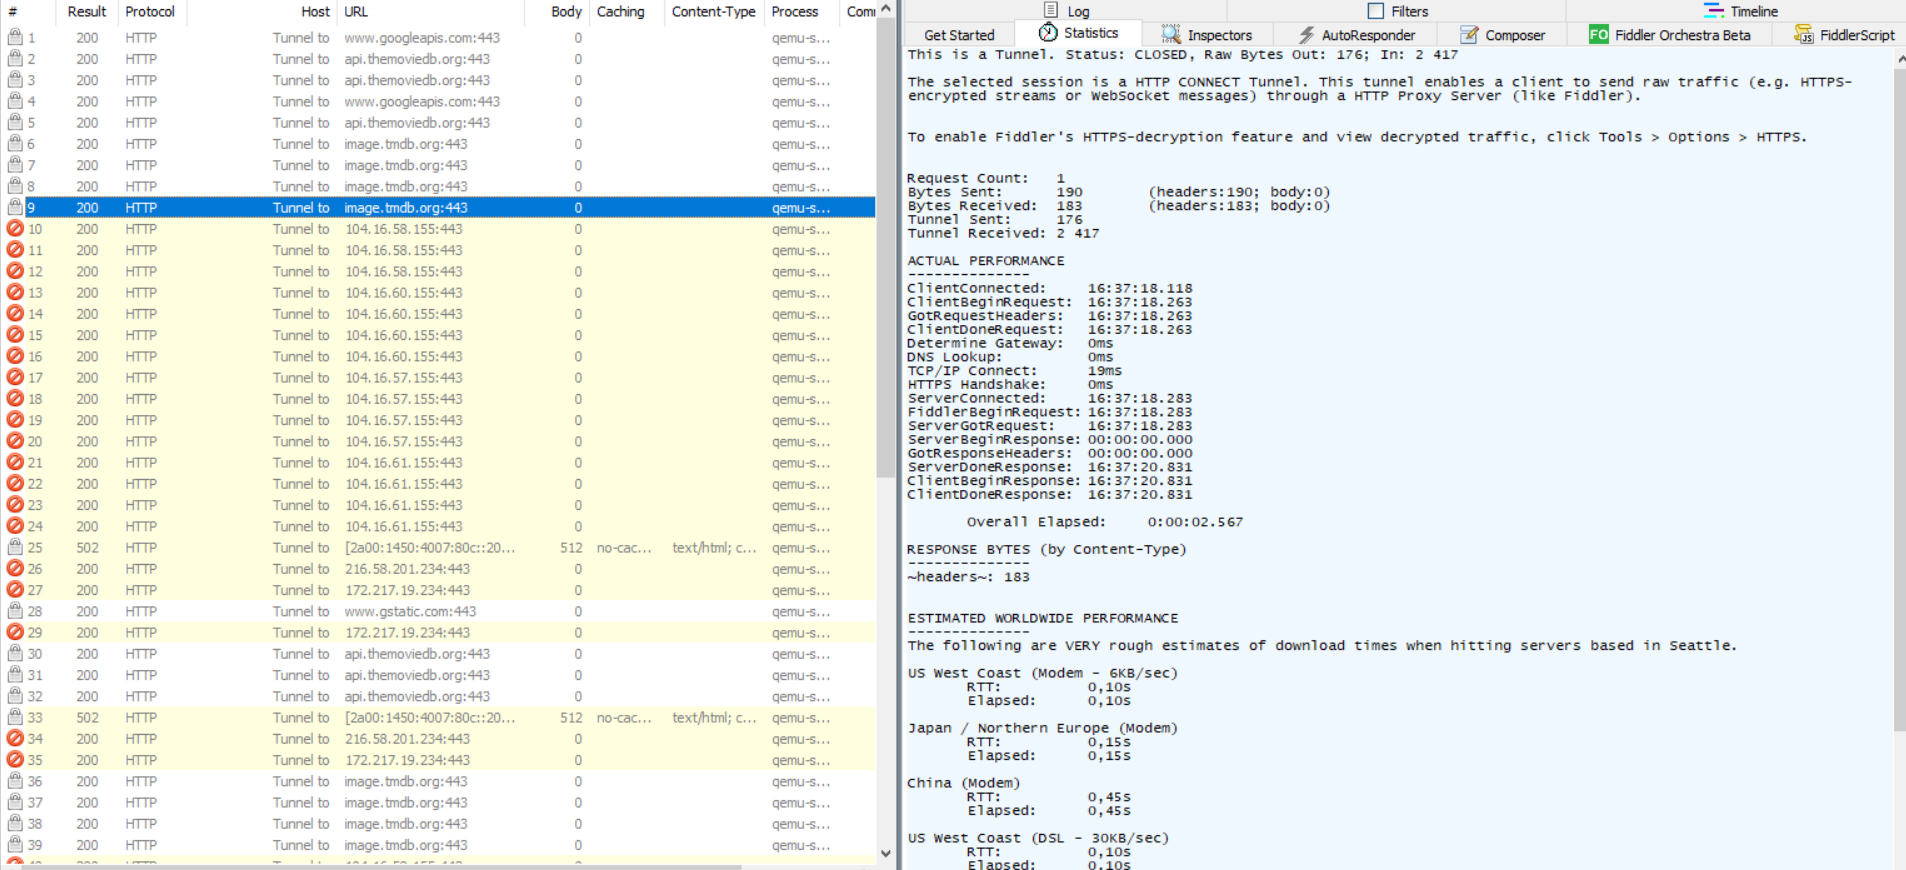 # Result Protocol Host URL Body Caching Content-Type Process Comm
1 200 HTTP Tunnel to www.googleapis.com:443 0 qemu-s...
2 200 HTTP Tunnel to api.themoviedb.org:443 0 qemu-s...
3 200 HTTP Tunnel to api.themoviedb.org:443 0 qemu-s...
4 200 HTTP Tunnel to www.googleapis.com:443 0 qemu-s...
5 200 HTTP Tunnel to api.themoviedb.org:443 0 qemu-s...
6 200 HTTP Tunnel to image.tmdb.org:443 0 qemu-s...
7 200 HTTP Tunnel to image.tmdb.org:443 0 qemu-s...
8 200 HTTP Tunnel to image.tmdb.org:443 0 qemu-s...
9 200 HTTP Tunnel to image.tmdb.org:443 0 qemu-s...
10 200 HTTP Tunnel to 104.16.58.155:443 0 qemu-s...
11 200 HTTP Tunnel to 104.16.58.155:443 0 qemu-s...
12 200 HTTP Tunnel to 104.16.58.155:443 0 qemu-s...
13 200 HTTP Tunnel to 104.16.60.155:443 0 qemu-s...
14 200 HTTP Tunnel to 104.16.60.155:443 0 qemu-s...
15 200 HTTP Tunnel to 104.16.60.155:443 0 qemu-s...
16 200 HTTP Tunnel to 104.16.60.155:443 0 qemu-s...
17 200 HTTP Tunnel to 104.16.57.155:443 0 qemu-s...
18 200 HTTP Tunnel to 104.16.57.155:443 0 qemu-s...
19 200 HTTP Tunnel to 104.16.57.155:443 0 qemu-s...
20 200 HTTP Tunnel to 104.16.57.155:443 0 qemu-s...
21 200 HTTP Tunnel to 104.16.61.155:443 0 qemu-s...
22 200 HTTP Tunnel to 104.16.61.155:443 0 qemu-s...
23 200 HTTP Tunnel to 104.16.61.155:443 0 qemu-s...
24 200 HTTP Tunnel to 104.16.61.155:443 0 qemu-s...
25 502 HTTP Tunnel to [2a00:1450:4007:80c::20... 512 no-cac... text/html; c... qemu-s...
26 200 HTTP Tunnel to 216.58.201.234:443 0 qemu-s...
27 200 HTTP Tunnel to 172.217.19.234:443 0 qemu-s...
28 200 HTTP Tunnel to www.gstatic.com:443 0 qemu-s...
29 200 HTTP Tunnel to 172.217.19.234:443 0 qemu-s...
30 200 HTTP Tunnel to api.themoviedb.org:443 0 qemu-s...
31 200 HTTP Tunnel to api.themoviedb.org:443 0 qemu-s...
32 200 HTTP Tunnel to api.themoviedb.org:443 0 qemu-s...
33 502 HTTP Tunnel to [2a00:1450:4007:80c::20... 512 no-cac... text/html; c... qemu-s...
34 200 HTTP Tunnel to 216.58.201.234:443 0 qemu-s...
35 200 HTTP Tunnel to 172.217.19.234:443 0 qemu-s...
36 200 HTTP Tunnel to image.tmdb.org:443 0 qemu-s...
37 200 HTTP Tunnel to image.tmdb.org:443 0 qemu-s...
38 200 HTTP Tunnel to image.tmdb.org:443 0 qemu-s...
39 200 HTTP Tunnel to image.tmdb.org:443 0 qemu-s...
Log Filters Timeline
Get Started Statistics Inspectors AutoResponder Composer FO Fiddler Orchestra Beta JS FiddlerScript
This is a Tunnel. Status: CLOSED, Raw Bytes Out: 176; In: 2 417
The selected session is a HTTP CONNECT Tunnel. This tunnel enables a client to send raw traffic (e.g. HTTPS-
encrypted streams or WebSocket messages) through a HTTP Proxy Server (like Fiddler).
To enable Fiddler's HTTPS-decryption feature and view decrypted traffic, click Tools > Options > HTTPS.
Request Count: 1
Bytes Sent: 190 (headers:190; body:0)
Bytes Received: 183 (headers:183; body:0)
Tunnel Sent: 176
Tunnel Received: 2 417
ACTUAL PERFORMANCE
--------------
ClientConnected: 16:37:18.118
ClientBeginRequest: 16:37:18.263
GotRequestHeaders: 16:37:18.263
ClientDoneRequest: 16:37:18.263
Determine Gateway: 0ms
DNS Lookup: 0ms
TCP/IP Connect: 19ms
HTTPS Handshake: 0ms
ServerConnected: 16:37:18.283
FiddlerBeginRequest: 16:37:18.283
ServerGotRequest: 16:37:18.283
ServerBeginResponse: 00:00:00.000
GotResponseHeaders: 00:00:00.000
ServerDoneResponse: 16:37:20.831
ClientBeginResponse: 16:37:20.831
ClientDoneResponse: 16:37:20.831
Overall Elapsed: 0:00:02.567
RESPONSE BYTES (by Content-Type)
--------------
~headers~: 183
ESTIMATED WORLDWIDE PERFORMANCE
--------------
The following are VERY rough estimates of download times when hitting servers based in Seattle.
US West Coast (Modem - 6KB/sec)
RTT: 0,10s
Elapsed: 0,10s
Japan / Northern Europe (Modem)
RTT: 0,15s
Elapsed: 0,15s
China (Modem)
RTT: 0,45s
Elapsed: 0,45s
US West Coast (DSL - 30KB/sec)
RTT: 0,10s
Elapsed: 0,10s